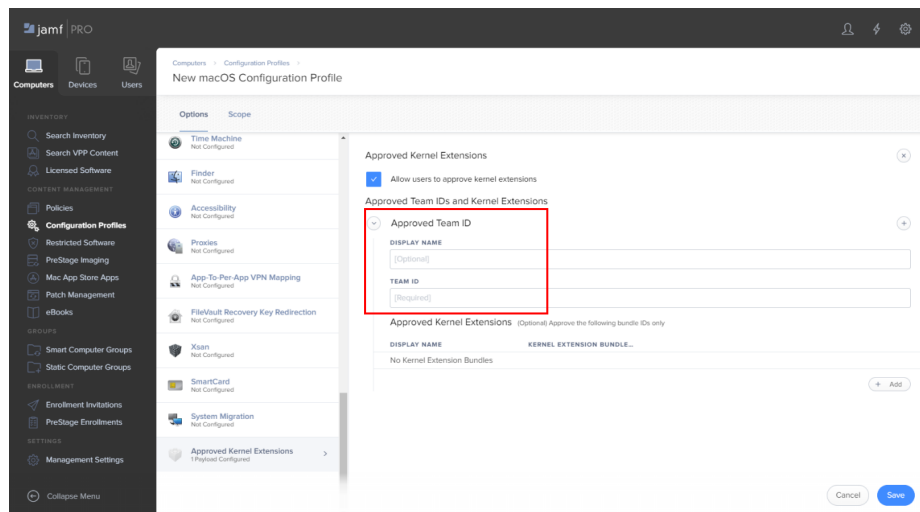 jamf PRO
Computers
Devices
Users
INVENTORY
Search Inventory
Search VPP Content
Licensed Software
CONTENT MANAGEMENT
Policies
Configuration Profiles
Restricted Software
PreStage Imaging
Mac App Store Apps
Patch Management
eBooks
GROUPS
Smart Computer Groups
Static Computer Groups
ENROLLMENT
Enrollment Invitations
PreStage Enrollments
SETTINGS
Management Settings
Collapse Menu
Computers > Configuration Profiles >
New macOS Configuration Profile
Options Scope
Time Machine
Not Configured
Finder
Not Configured
Accessibility
Not Configured
Proxies
Not Configured
App-To-Per-App VPN Mapping
Not Configured
FileVault Recovery Key Redirection
Not Configured
Xsan
Not Configured
SmartCard
Not Configured
System Migration
Not Configured
Approved Kernel Extensions
1 Payload Configured
Approved Kernel Extensions
Allow users to approve kernel extensions
Approved Team IDs and Kernel Extensions
Approved Team ID
DISPLAY NAME
[Optional]
TEAM ID
[Required]
Approved Kernel Extensions (Optional) Approve the following bundle IDs only
DISPLAY NAME KERNEL EXTENSION BUNDLE...
No Kernel Extension Bundles
+ Add
Cancel Save